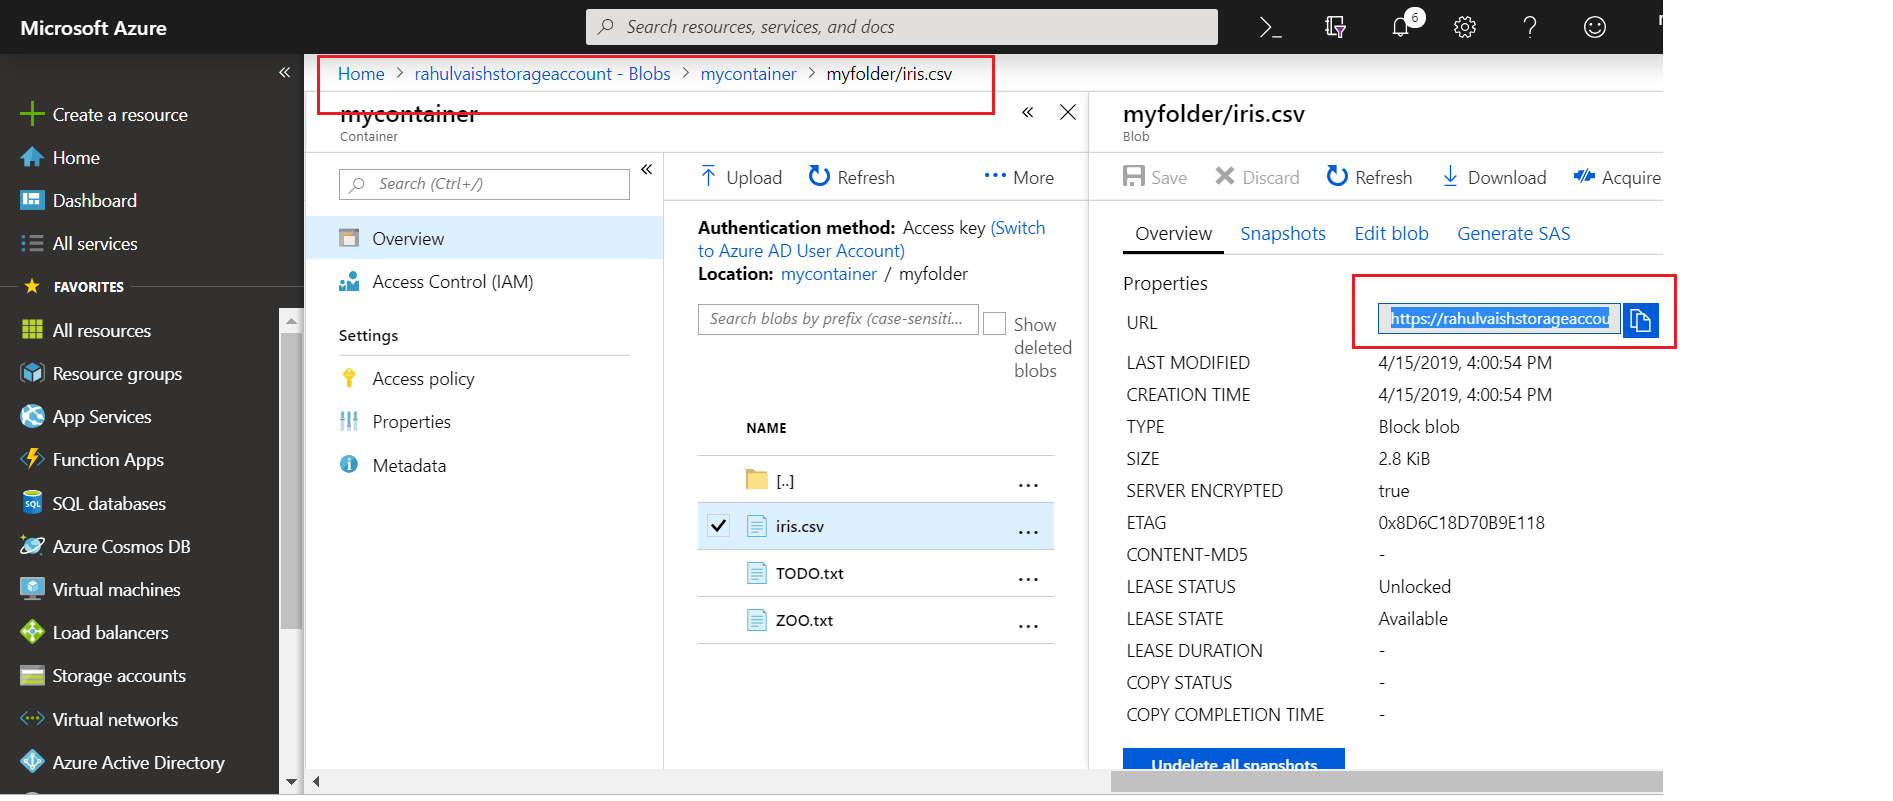 Microsoft Azure
Search resources, services, and docs
6
Home > rahulvaishstorageaccount - Blobs > mycontainer > myfolder/iris.csv
Create a resource
Home
Dashboard
All services
FAVORITES
All resources
Resource groups
App Services
Function Apps
SQL databases
Azure Cosmos DB
Virtual machines
Load balancers
Storage accounts
Virtual networks
Azure Active Directory
mycontainer
Container
Search (Ctrl+/)
Overview
Access Control (IAM)
Settings
Access policy
Properties
Metadata
Upload
Refresh
More
Authentication method: Access key (Switch
to Azure AD User Account)
Location: mycontainer / myfolder
Search blobs by prefix (case-sensiti...
Show
deleted
blobs
NAME
[..]
iris.csv
TODO.txt
ZOO.txt
myfolder/iris.csv
Blob
Save
Discard
Refresh
Download
Acquire
Overview
Snapshots
Edit blob
Generate SAS
Properties
URL https://rahulvaishstorageaccou
LAST MODIFIED 4/15/2019, 4:00:54 PM
CREATION TIME 4/15/2019, 4:00:54 PM
TYPE Block blob
SIZE 2.8 KiB
SERVER ENCRYPTED true
ETAG 0x8D6C18D70B9E118
CONTENT-MD5 -
LEASE STATUS Unlocked
LEASE STATE Available
LEASE DURATION -
COPY STATUS -
COPY COMPLETION TIME -
Undelete all snapshots